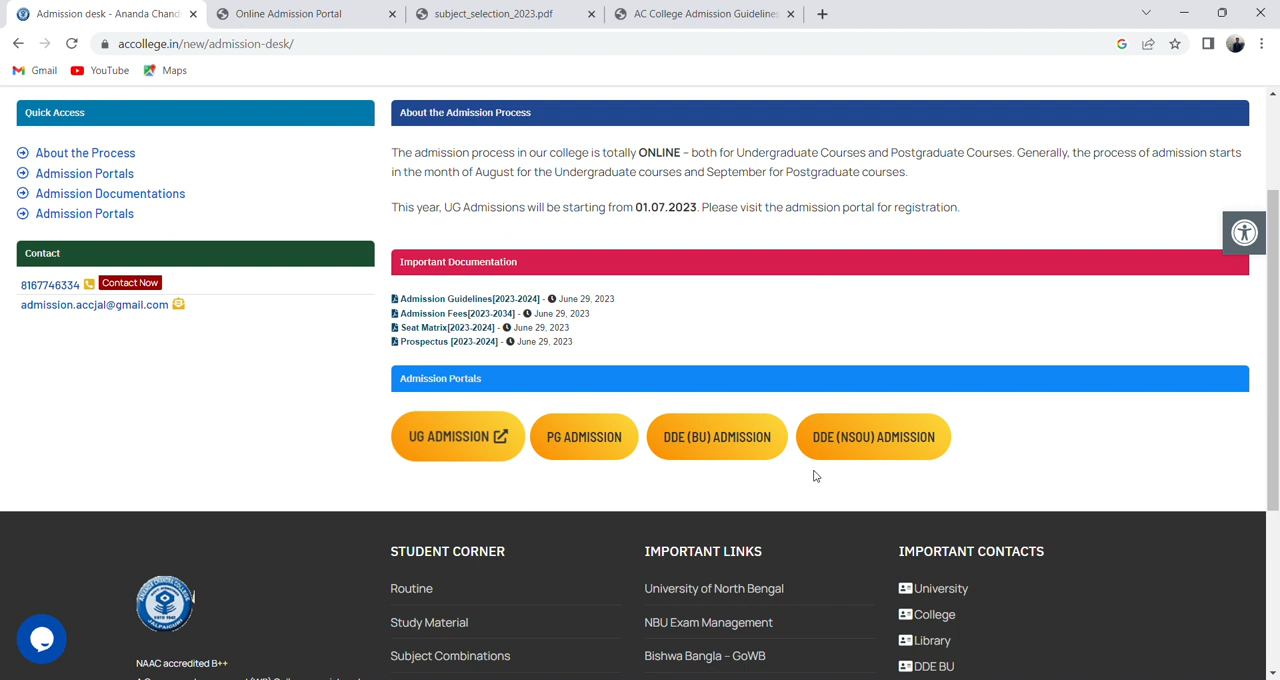 Admission desk - Ananda Chand
Online Admission Portal
subject_selection_2023.pdf
AC College Admission Guidelines
accollege.in/new/admission-desk/
Gmail
YouTube
Maps
Quick Access
About the Process
Admission Portals
Admission Documentations
Admission Portals
Contact
8167746334 Contact Now
admission.accjal@gmail.com
About the Admission Process
The admission process in our college is totally ONLINE – both for Undergraduate Courses and Postgraduate Courses. Generally, the process of admission starts
in the month of August for the Undergraduate courses and September for Postgraduate courses.
This year, UG Admissions will be starting from 01.07.2023. Please visit the admission portal for registration.
Important Documentation
Admission Guidelines[2023-2024] - June 29, 2023
Admission Fees[2023-2034] - June 29, 2023
Seat Matrix[2023-2024] - June 29, 2023
Prospectus [2023-2024] - June 29, 2023
Admission Portals
UG ADMISSION
PG ADMISSION
DDE (BU) ADMISSION
DDE (NSOU) ADMISSION
NAAC accredited B++
STUDENT CORNER
Routine
Study Material
Subject Combinations
IMPORTANT LINKS
University of North Bengal
NBU Exam Management
Bishwa Bangla – GoWB
IMPORTANT CONTACTS
University
College
Library
DDE BU